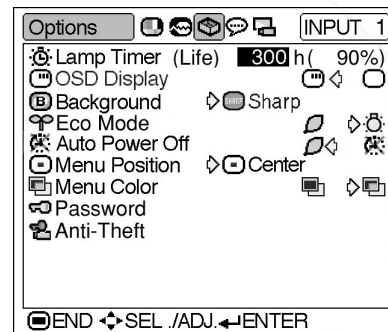 Options INPUT 1
Lamp Timer (Life) 300 h( 90%)
OSD Display
B Background SHARP Sharp
Eco Mode
Auto Power Off
Menu Position Center
Menu Color
Password
Anti-Theft
END SEL ./ADJ. ENTER